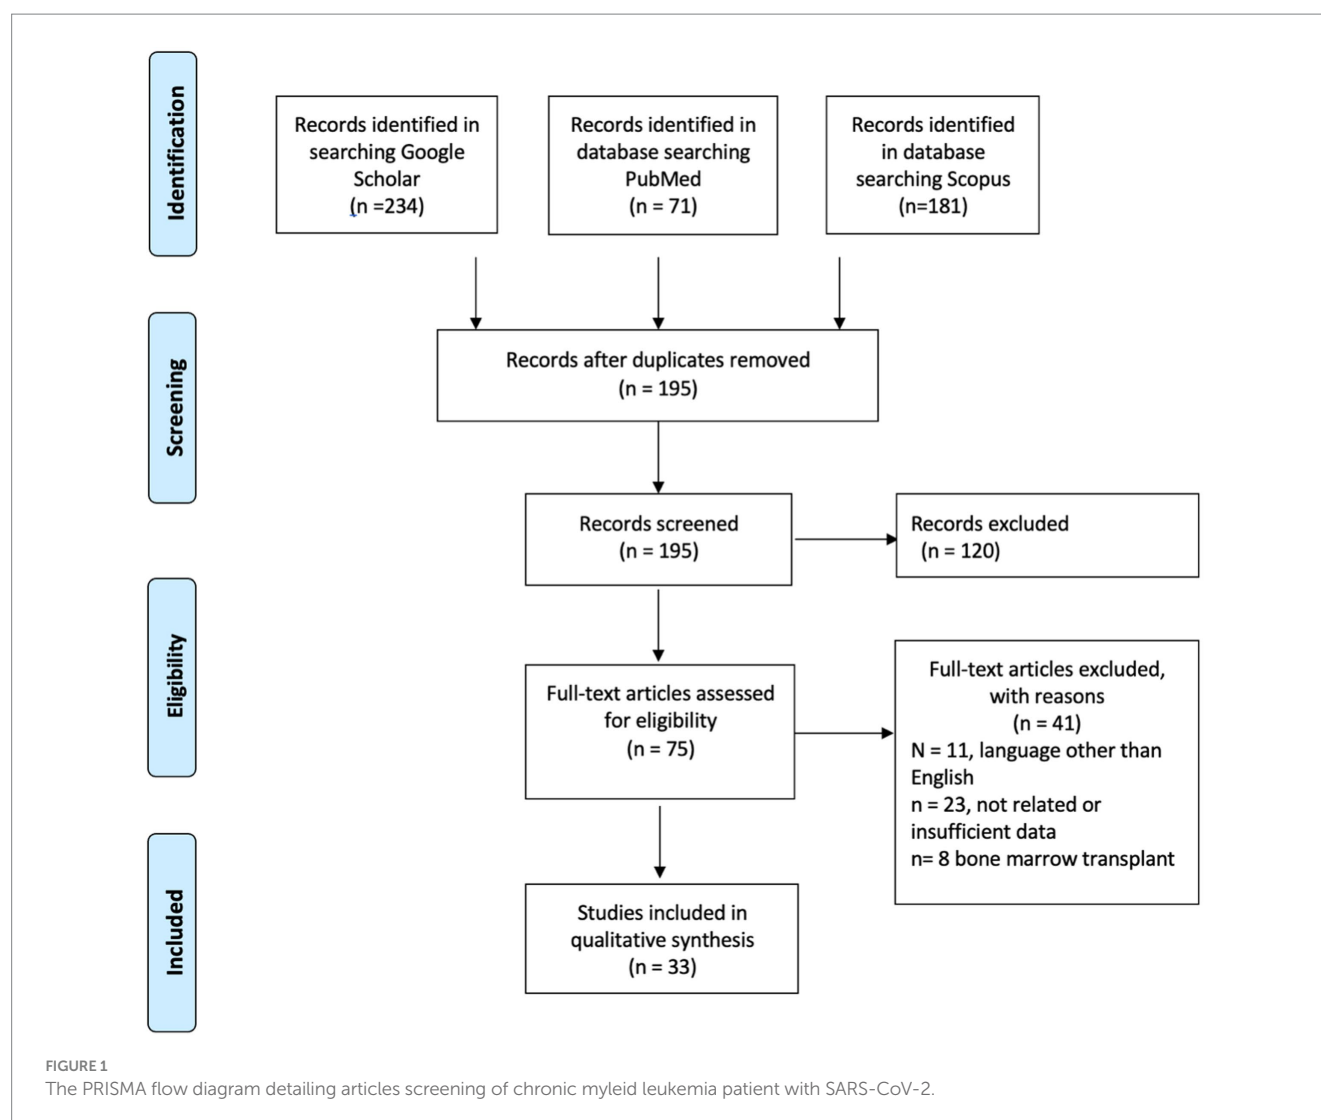 Identification
Records identified in
searching Google
Scholar
(n =234)
Records identified in
database searching
PubMed
(n = 71)
Records identified
in database
searching Scopus
(n=181)
Screening
Records after duplicates removed
(n = 195)
Records screened
(n = 195)
Records excluded
(n = 120)
Eligibility
Full-text articles assessed
for eligibility
(n = 75)
Full-text articles excluded,
with reasons
(n = 41)
N = 11, language other than
English
n = 23, not related or
insufficient data
n= 8 bone marrow transplant
Included
Studies included in
qualitative synthesis
(n = 33)
FIGURE 1
The PRISMA flow diagram detailing articles screening of chronic myleid leukemia patient with SARS-CoV-2.